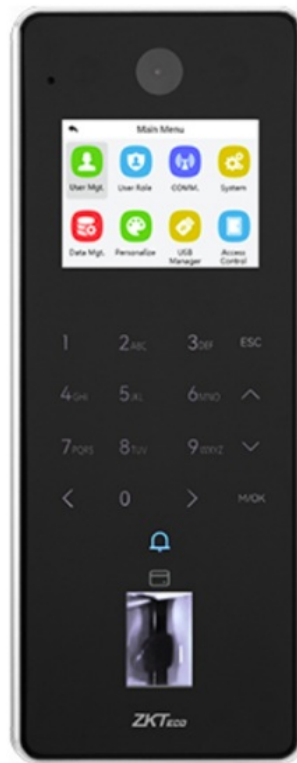 Main Menu
User Mgt. User Role COMM. System
Data Mgt. Personalize USB Manager Access Control
1 2ABC 3DEF ESC
4GHI 5JKL 6MNO
7PQRS 8TUV 9WXYZ
0 M/OK
ZKTeco